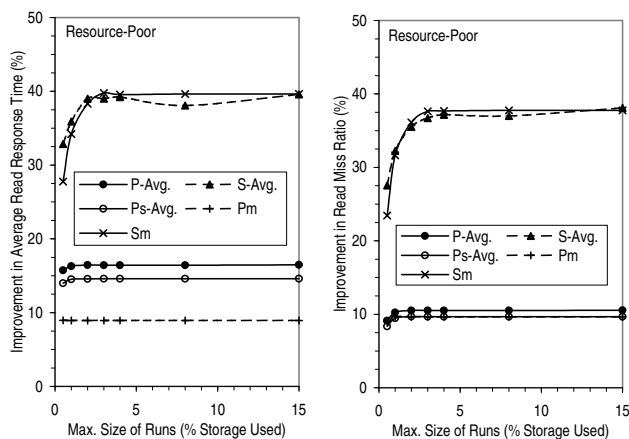 50
40
30
20
10
0
Improvement in Average Read Response Time (%)
Resource-Poor
P-Avg.
S-Avg.
Ps-Avg.
Pm
Sm
0
5
10
15
Max. Size of Runs (% Storage Used)
50
40
30
20
10
0
Improvement in Read Miss Ratio (%)
Resource-Poor
P-Avg.
S-Avg.
Ps-Avg.
Pm
Sm
0
5
10
15
Max. Size of Runs (% Storage Used)